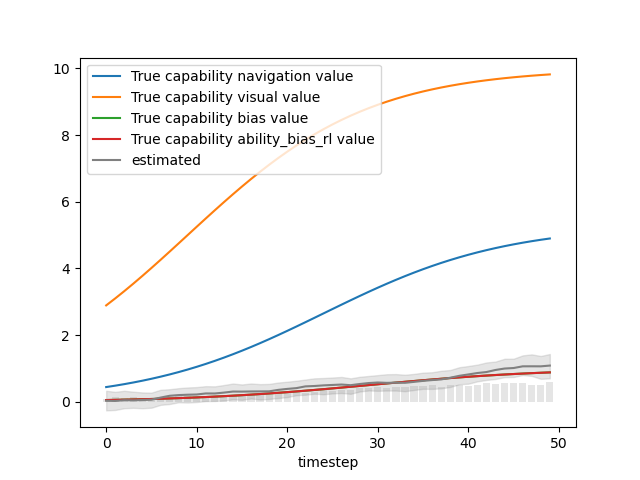 10
8
6
4
2
0
True capability navigation value
True capability visual value
True capability bias value
True capability ability_bias_rl value
estimated
0 10 20 30 40 50
timestep